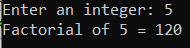 Enter an integer: 5
Factorial of 5 = 120